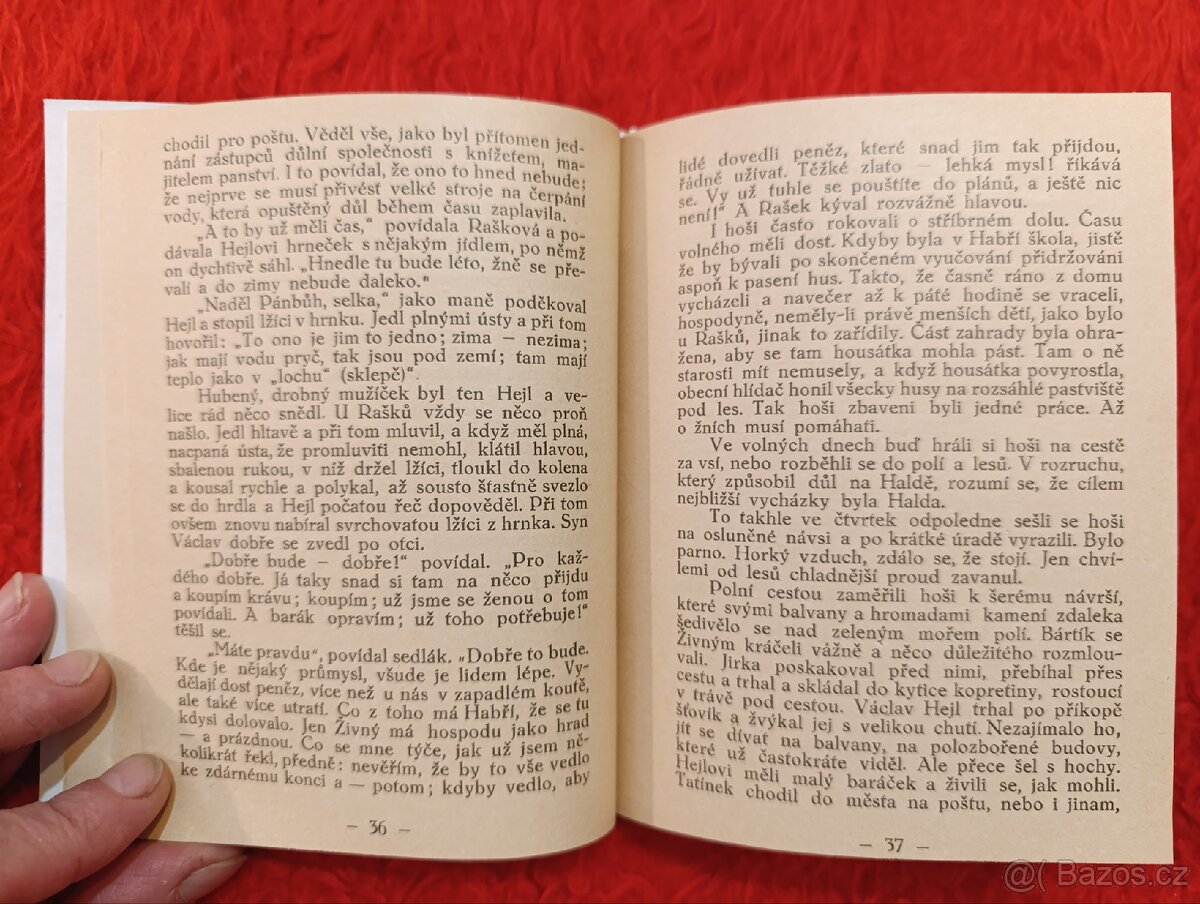 chodil pro poštu. Věděl vše, jako byl přítomen jed-
nání zástupců důlní společnosti s knížetem, ma-
jitelem panství. I to povídal, že ono to hned nebude;
že nejprve se musí přivést velké stroje na čerpání
vody, která opuštěný důl během času zaplavila.
„A to by už měli čas,“ povídala Rašková a po-
dávala Hejlovi hrneček s nějakým jídlem, po němž
on dychtivě sáhl. „Hnedle tu bude léto, žně se pře-
valí a do zimy nebude daleko.“
„Naděl Pánbůh, selka,“ jako maně poděkoval
Hejl a stopil lžíci v hrnku. Jedl plnými ústy a při tom
hovořil: „To ono je jim to jedno; zima — nezima;
jak mají vodu pryč, tak jsou pod zemí; tam mají
teplo jako v „lochu“ (sklepě)“.
Hubený, drobný mužíček byl ten Hejl a ve-
lice rád něco snědl. U Rašků vždy se něco proň
našlo. Jedl hltavě a při tom mluvil, a když měl plná,
nacpaná ústa, že promluviti nemohl, klátil hlavou,
sbalenou rukou, v níž držel lžíci, tloukl do kolena
a kousal rychle a polykal, až sousto šťastně svezlo
se do hrdla a Hejl počatou řeč dopověděl. Při tom
ovšem znovu nabíral svrchovatou lžíci z hrnka. Syn
Václav dobře se zvedl po otci.
„Dobře bude — dobře!“ povídal. „Pro kaž-
dého dobře. Já taky snad si tam na něco přijdu
a koupím krávu; koupím; už jsme se ženou o tom
povídali. A barák opravím; už toho potřebuje!“
těšil se.
„Máte pravdu“, povídal sedlák. „Dobře to bude.
Kde je nějaký průmysl, všude je lidem lépe. Vy-
dělají dost peněz, více než u nás v zapadlém koutě,
ale také více utratí. Co z toho má Habří, že se tu
kdysi dolovalo. Jen Živný má hospodu jako hrad
— a prázdnou. Co se mne týče, jak už jsem ně-
kolikrát řekl, předně: nevěřím, že by to vše vedlo
ke zdárnému konci a — potom; kdyby vedlo, aby
— 36 —
lidé dovedli peněz, které snad jim tak přijdou,
řádně užívat. Těžké zlato — lehká mysl! říkává
se. Vy už tuhle se pouštíte do plánů, a ještě nic
není!“ A Rašek kýval rozvážně hlavou.
I hoši často rokovali o stříbrném dolu. Času
volného měli dost. Kdyby byla v Habří škola, jistě
že by bývali po skončeném vyučování přidržováni
aspoň k pasení hus. Takto, že časně ráno z domu
vycházeli a navečer až k páté hodině se vraceli,
hospodyně, neměly-li právě menších dětí, jako bylo
u Rašků, jinak to zařídily. Část zahrady byla ohra-
žena, aby se tam housátka mohla pást. Tam o ně
starosti mít nemusely, a když housátka povyrostla,
obecní hlídač honil všecky husy na rozsáhlé pastviště
pod les. Tak hoši zbaveni byli jedné práce. Až
o žních musí pomáhati.
Ve volných dnech buď hráli si hoši na cestě
za vsí, nebo rozběhli se do polí a lesů. V rozruchu,
který způsobil důl na Haldě, rozumí se, že cílem
nejbližší vycházky byla Halda.
To takhle ve čtvrtek odpoledne sešli se hoši
na osluněné návsi a po krátké úradě vyrazili. Bylo
parno. Horký vzduch, zdálo se, že stojí. Jen chví-
lemi od lesů chladnější proud zavanul.
Polní cestou zaměřili hoši k šerému návrší,
které svými balvany a hromadami kamení zdaleka
šedivělo se nad zeleným mořem polí. Bártík se
Živným kráčeli vážně a něco důležitého rozmlou-
vali. Jirka poskakoval před nimi, přebíhal přes
cestu a trhal a skládal do kytice kopretiny, rostoucí
v trávě pod cestou. Václav Hejl trhal po příkopě
šťovík a žvýkal jej s velikou chutí. Nezajímalo ho,
jít se dívat na balvany, na polozbořené budovy,
které už častokráte viděl. Ale přece šel s hochy.
Hejlovi měli malý baráček a živili se, jak mohli.
Tatínek chodil do města na poštu, nebo i jinam,
— 37 —
@( Bazos.cz